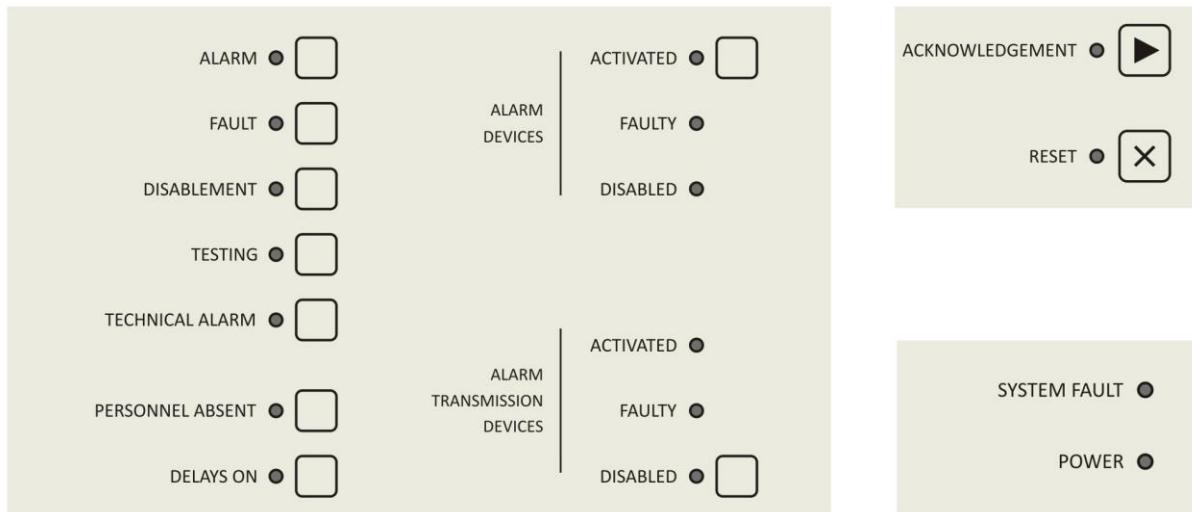 ALARM
FAULT
DISABLEMENT
TESTING
TECHNICAL ALARM
PERSONNEL ABSENT
DELAYS ON
ALARM
DEVICES
ACTIVATED
FAULTY
DISABLED
ALARM
TRANSMISSION
DEVICES
ACTIVATED
FAULTY
DISABLED
ACKNOWLEDGEMENT
RESET
SYSTEM FAULT
POWER